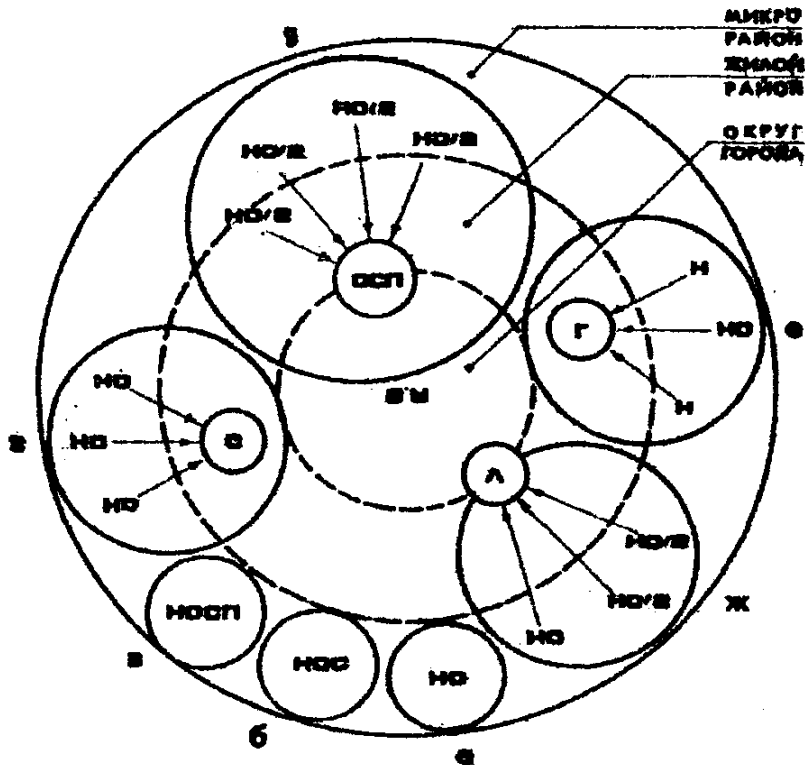 МИКРО
РАЙОН
ЖИЛОЙ
РАЙОН
ОКРУГ
ГОРОДА
НО/2
НО/2
НО/2
НО/2
ОСП
Н
Г
НО
Н
е
НО
НО
С
НО
Л
НО/2
НО/2
НО
ж
НОСП
в
НОС
б
НО
а